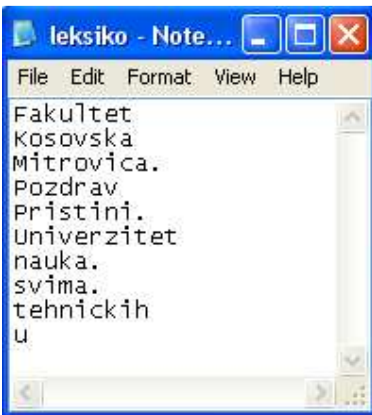 leksiko - Note...
File Edit Format View Help
Fakultet
Kosovska
Mitrovica.
Pozdrav
Pristini.
Univerzitet
nauka.
svima.
tehnickih
u